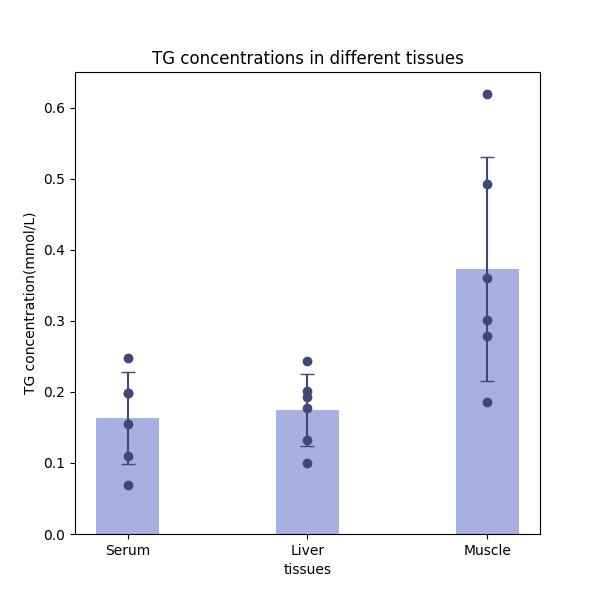 TG concentrations in different tissues
TG concentration(mmol/L)
0.6
0.5
0.4
0.3
0.2
0.1
0.0
Serum
Liver
Muscle
tissues